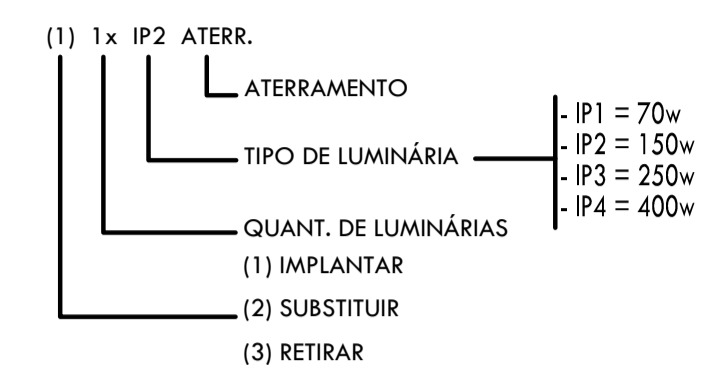 (1) 1x IP2 ATERR.
ATERRAMENTO
TIPO DE LUMINÁRIA
- IP1 = 70w
- IP2 = 150w
- IP3 = 250w
- IP4 = 400w
QUANT. DE LUMINÁRIAS
(1) IMPLANTAR
(2) SUBSTITUIR
(3) RETIRAR